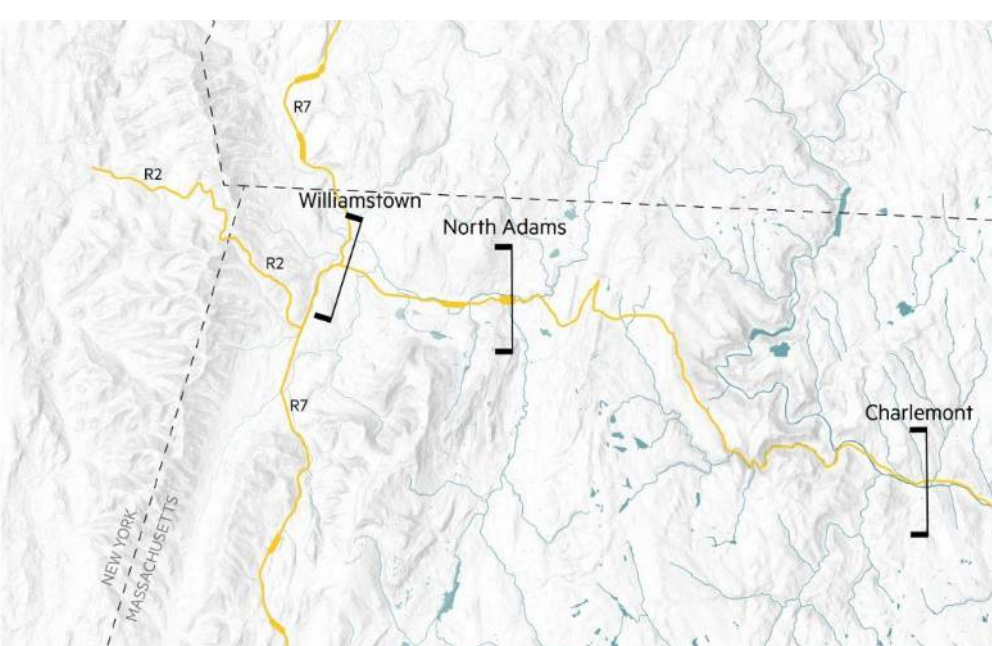 R7
R2
Williamstown
North Adams
R2
R7
Charlemont
NEW YORK
MASSACHUSETTS